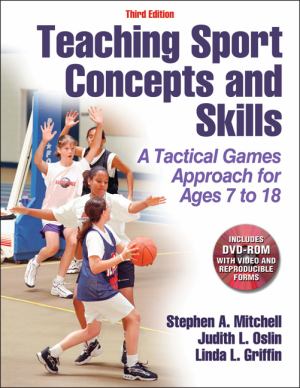 Third Edition
Teaching Sport
Concepts and
Skills
A Tactical Games
Approach for
Ages 7 to 18
INCLUDES
DVD-ROM
WITH VIDEO AND
REPRODUCIBLE
FORMS
Stephen A. Mitchell
Judith L. Oslin
Linda L. Griffin